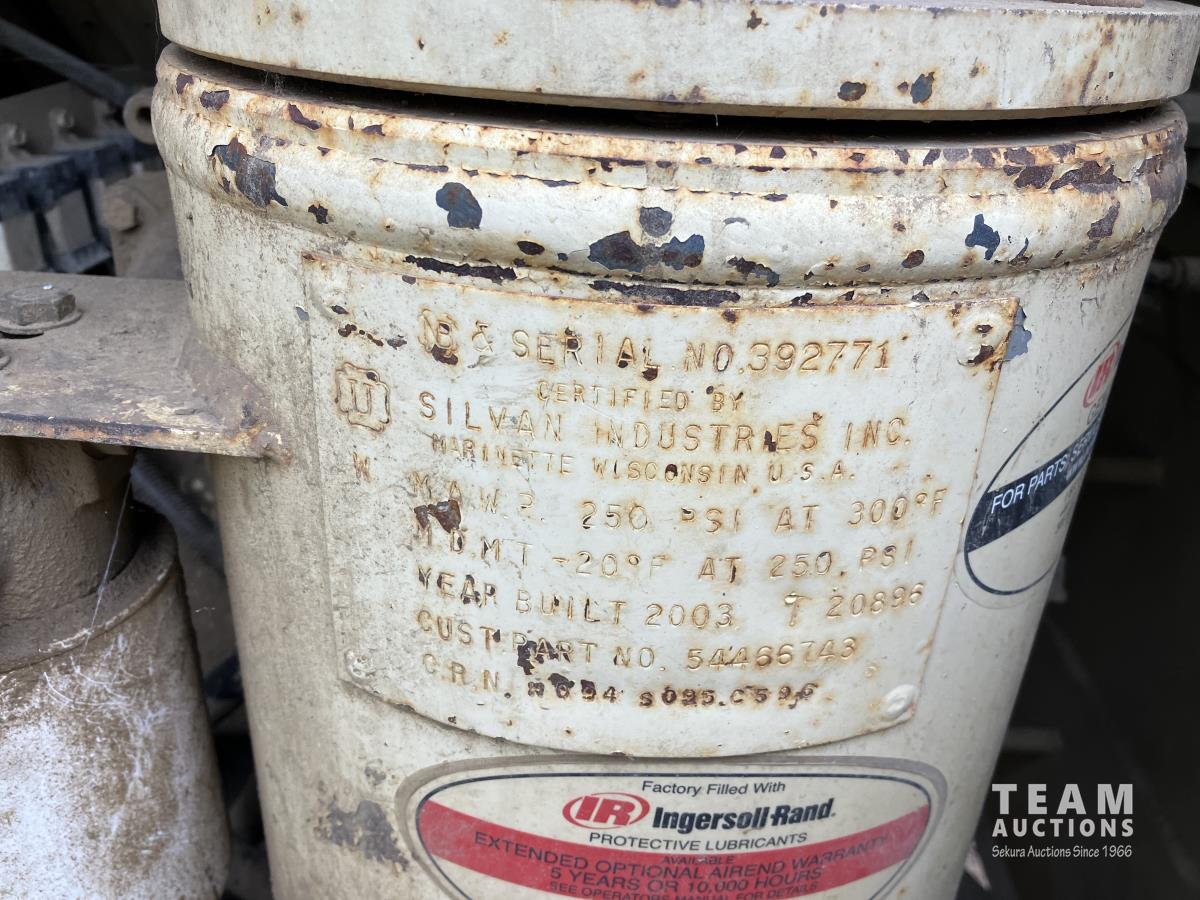 NB & SERIAL NO. 392771
CERTIFIED BY
U
SILVAN INDUSTRIES INC.
MARINETTE WISCONSIN U.S.A.
W
M.A.W.P. 250 PSI AT 300°F
M.D.M.T -20°F AT 250. PSI
YEAR BUILT 2003 T 20896
CUST. PART NO. 54466743
C.R.N.
IR
FOR PARTS
Factory Filled With
IR Ingersoll-Rand.
PROTECTIVE LUBRICANTS
AVAILABLE
EXTENDED OPTIONAL AIREND WARRANTY
5 YEARS OR 10,000 HOURS
SEE OPERATORS MANUAL FOR DETAILS
TEAM
AUCTIONS
Sekura Auctions Since 1966